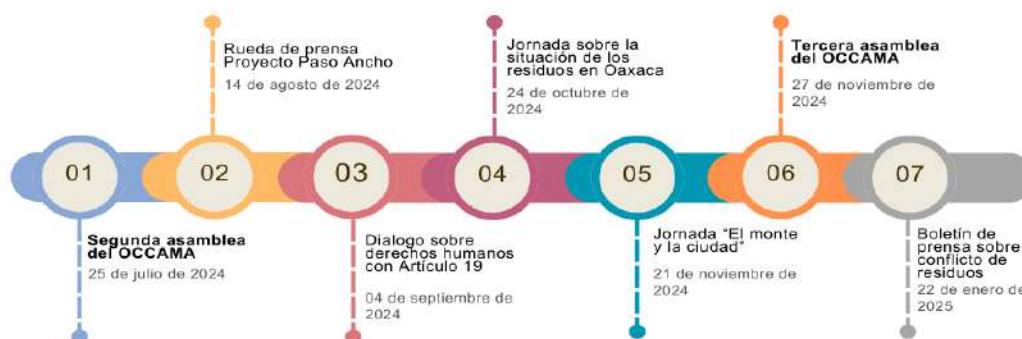 01
Segunda asamblea
del OCCAMA
25 de julio de 2024
Rueda de prensa
Proyecto Paso Ancho
14 de agosto de 2024
02
03
Dialogo sobre
derechos humanos
con Artículo 19
04 de septiembre de
2024
Jornada sobre la
situación de los
residuos en Oaxaca
24 de octubre de
2024
04
05
Jornada "El monte
y la ciudad"
21 de noviembre de
2024
Tercera asamblea
del OCCAMA
27 de noviembre de
2024
06
07
Boletín de
prensa sobre
conflicto de
residuos
22 de enero de
2025